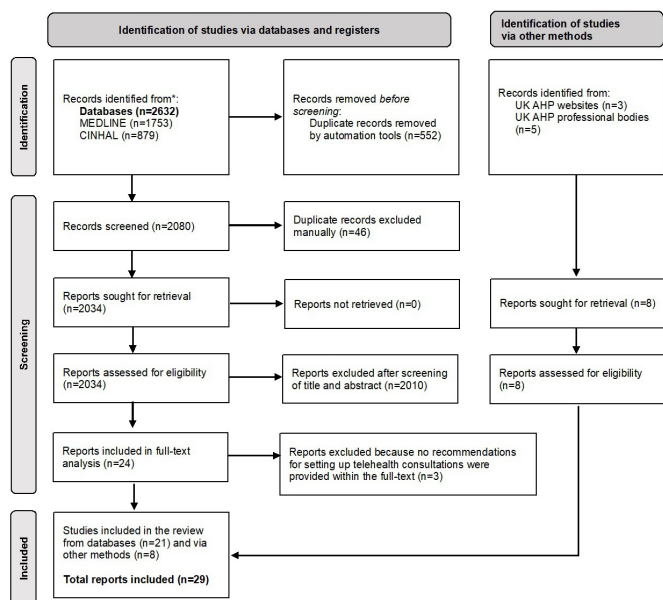 Identification of studies via databases and registers
Identification of studies
via other methods
Identification
Records identified from*:
Databases (n=2632)
MEDLINE (n=1753)
CINHAL (n=879)
Records removed before
screening:
Duplicate records removed
by automation tools (n=552)
Records identified from:
UK AHP websites (n=3)
UK AHP professional bodies
(n=5)
Screening
Records screened (n=2080)
Duplicate records excluded
manually (n=46)
Reports sought for retrieval
(n=2034)
Reports not retrieved (n=0)
Reports sought for retrieval (n=8)
Reports assessed for eligibility
(n=2034)
Reports excluded after screening
of title and abstract (n=2010)
Reports assessed for eligibility
(n=8)
Reports included in full-text
analysis (n=24)
Reports excluded because no recommendations
for setting up telehealth consultations were
provided within the full-text (n=3)
Included
Studies included in the review
from databases (n=21) and via
other methods (n=8)
Total reports included (n=29)